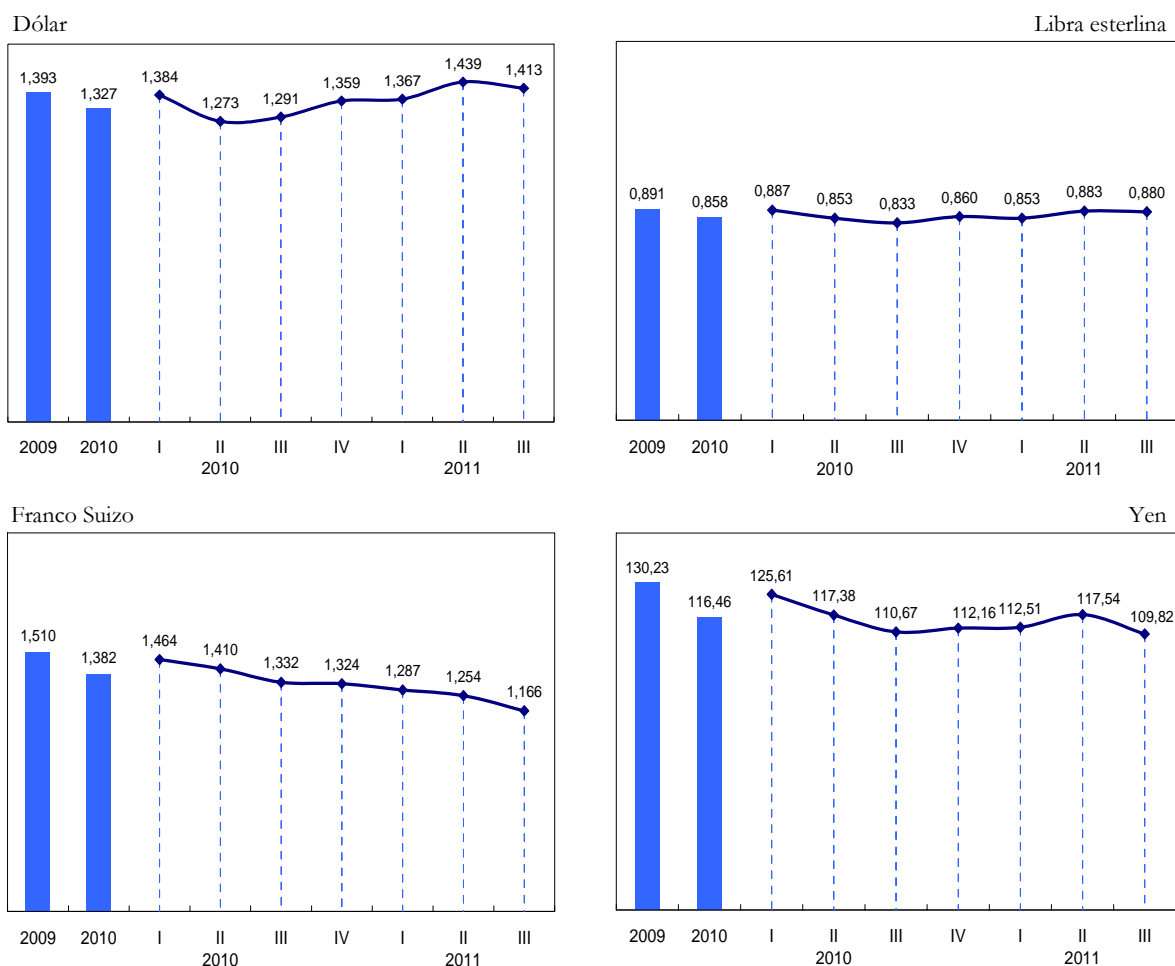 Dólar
1,393 1,327 1,384 1,273 1,291 1,359 1,367 1,439 1,413
2009 2010 I II III IV I II III
2010 2011
Libra esterlina
0,891 0,858 0,887 0,853 0,833 0,860 0,853 0,883 0,880
2009 2010 I II III IV I II III
2010 2011
Franco Suizo
1,510 1,382 1,464 1,410 1,332 1,324 1,287 1,254 1,166
2009 2010 I II III IV I II III
2010 2011
Yen
130,23 116,46 125,61 117,38 110,67 112,16 112,51 117,54 109,82
2009 2010 I II III IV I II III
2010 2011